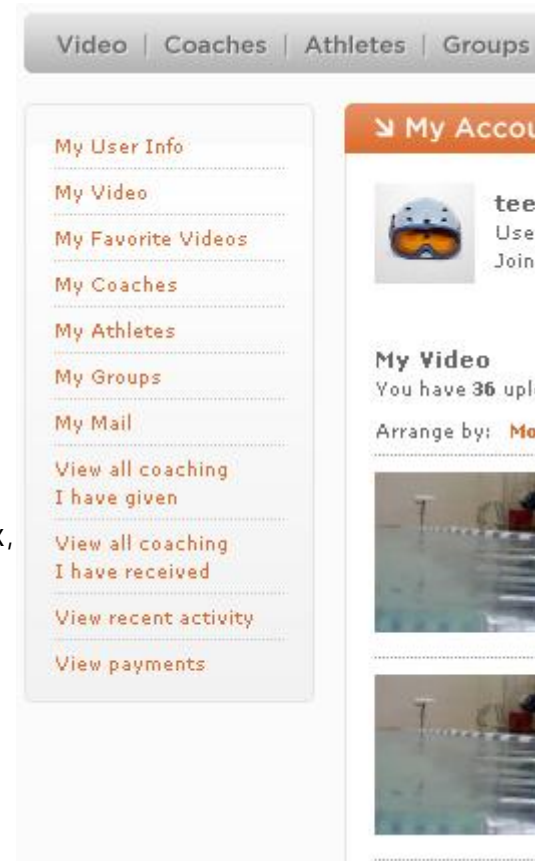 Video | Coaches | Athletes | Groups
My User Info
My Video
My Favorite Videos
My Coaches
My Athletes
My Groups
My Mail
View all coaching
I have given
View all coaching
I have received
View recent activity
View payments
x,
My Accou
tee
Use
Join
My Video
You have 36 uplo
Arrange by: Mo